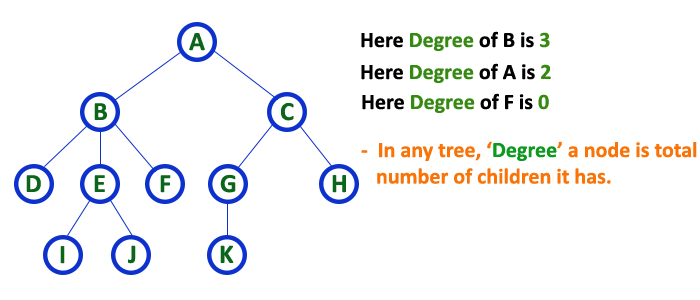 A
Here Degree of B is 3
Here Degree of A is 2
Here Degree of F is 0
B
C
- In any tree, ‘Degree’ a node is total
number of children it has.
D E F G H
I J K